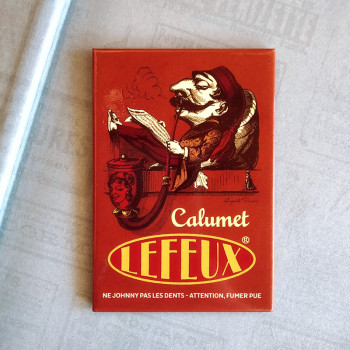 Calumet
LEFEUX®
NE JOHNNY PAS LES DENTS - ATTENTION, FUMER PUE